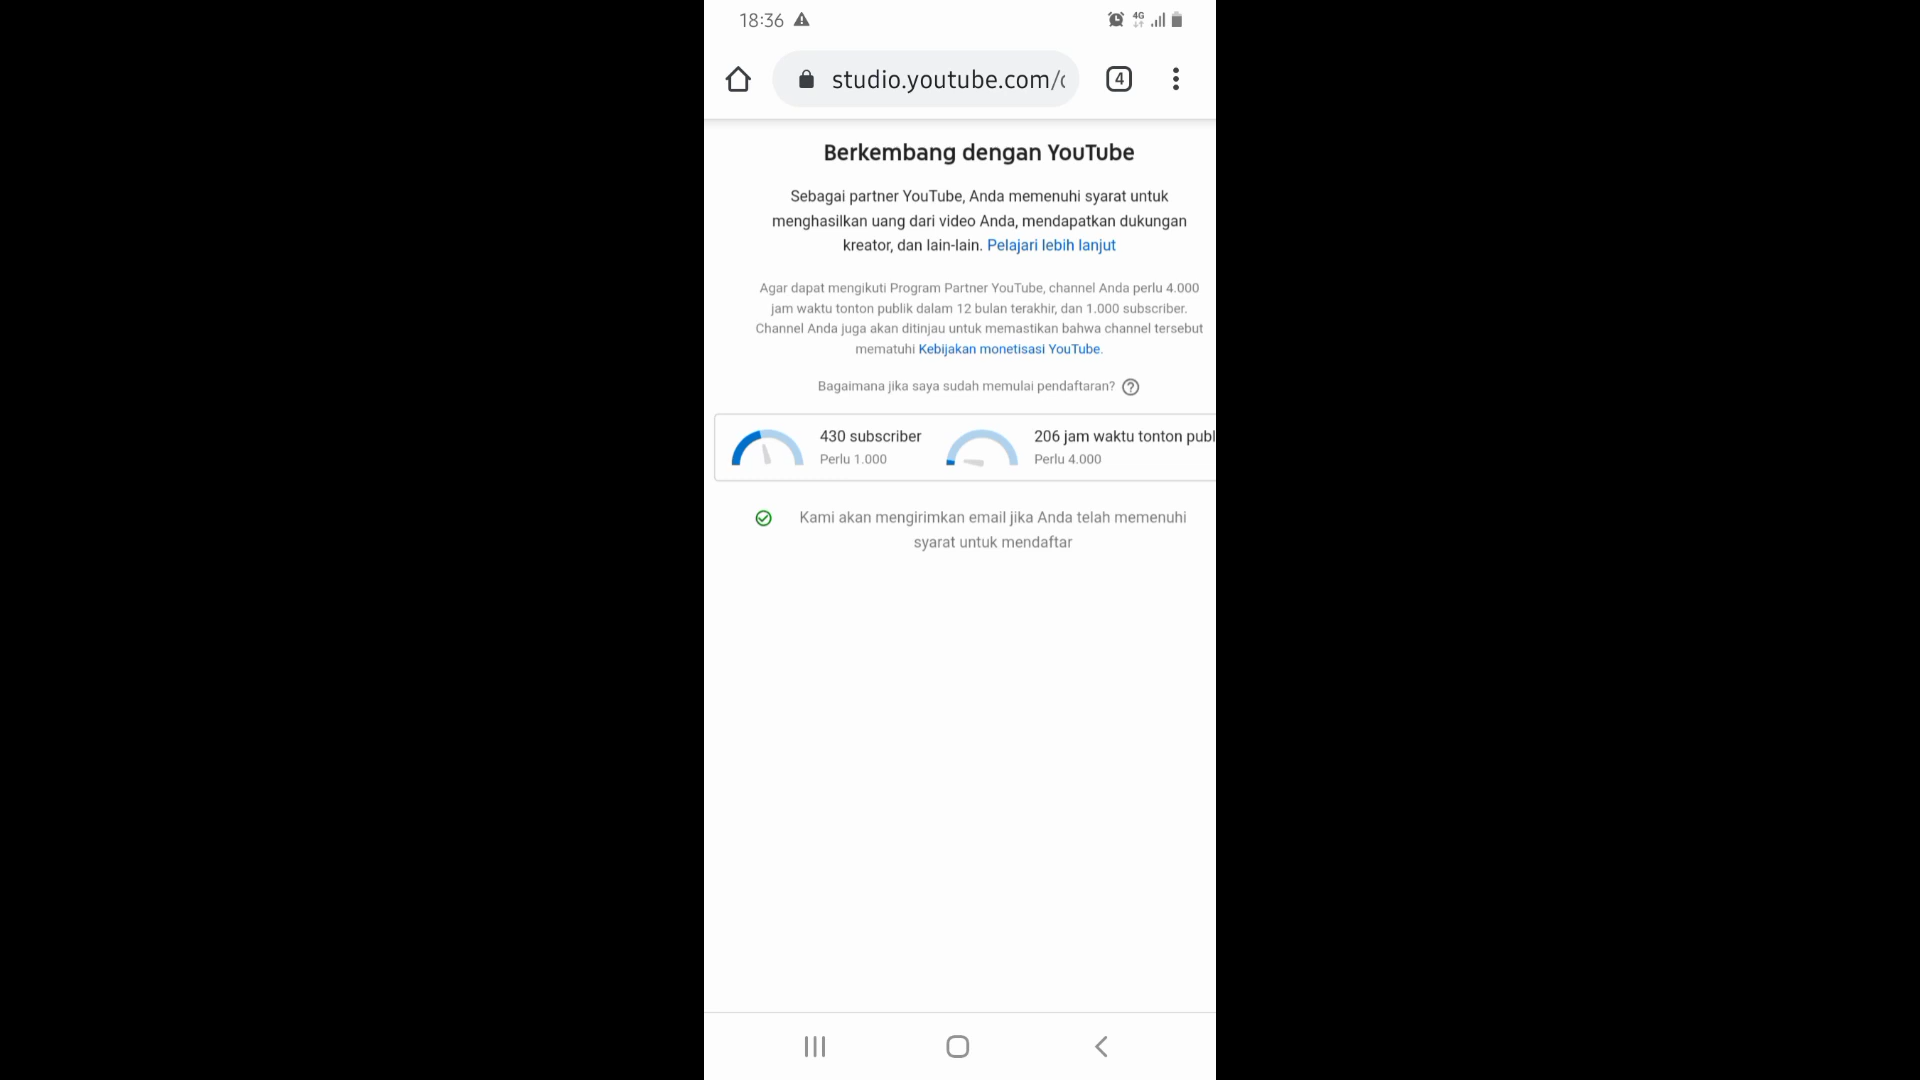 18:36
4G
studio.youtube.com/
4
Berkembang dengan YouTube
Sebagai partner YouTube, Anda memenuhi syarat untuk
menghasilkan uang dari video Anda, mendapatkan dukungan
kreator, dan lain-lain. Pelajari lebih lanjut
Agar dapat mengikuti Program Partner YouTube, channel Anda perlu 4.000
jam waktu tonton publik dalam 12 bulan terakhir, dan 1.000 subscriber.
Channel Anda juga akan ditinjau untuk memastikan bahwa channel tersebut
mematuhi Kebijakan monetisasi YouTube.
Bagaimana jika saya sudah memulai pendaftaran? ?
430 subscriber
Perlu 1.000
206 jam waktu tonton publ
Perlu 4.000
Kami akan mengirimkan email jika Anda telah memenuhi
syarat untuk mendaftar